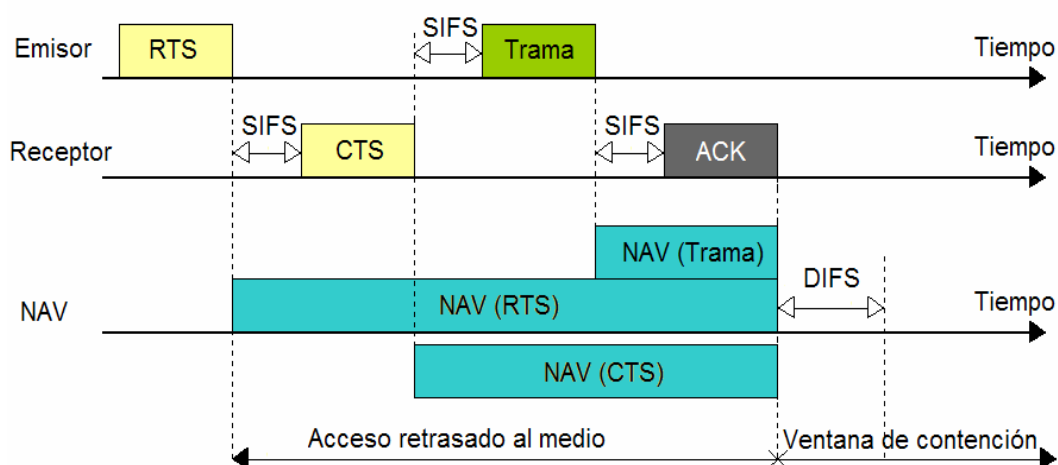 SIFS
Emisor
RTS
Trama
Tiempo
SIFS
SIFS
Receptor
CTS
ACK
Tiempo
NAV (Trama)
DIFS
NAV
NAV (RTS)
Tiempo
NAV (CTS)
Acceso retrasado al medio
Ventana de contención